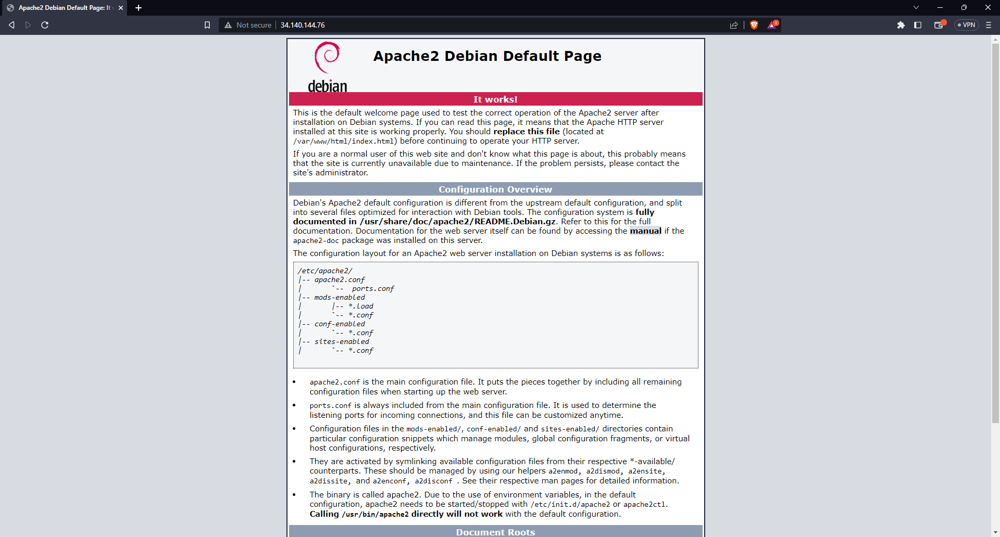 Apache2 Debian Default Page: It
Not secure
34.140.144.76
1
VPN
debian
Apache2 Debian Default Page
It works!
This is the default welcome page used to test the correct operation of the Apache2 server after
installation on Debian systems. If you can read this page, it means that the Apache HTTP server
installed at this site is working properly. You should replace this file (located at
/var/www/html/index.html) before continuing to operate your HTTP server.
If you are a normal user of this web site and don't know what this page is about, this probably means
that the site is currently unavailable due to maintenance. If the problem persists, please contact the
site's administrator.
Configuration Overview
Debian's Apache2 default configuration is different from the upstream default configuration, and split
into several files optimized for interaction with Debian tools. The configuration system is fully
documented in /usr/share/doc/apache2/README.Debian.gz. Refer to this for the full
documentation. Documentation for the web server itself can be found by accessing the manual if the
apache2-doc package was installed on this server.
The configuration layout for an Apache2 web server installation on Debian systems is as follows:
/etc/apache2/
|-- apache2.conf
|       `--  ports.conf
|-- mods-enabled
|       |-- *.load
|       `-- *.conf
|-- conf-enabled
|       `-- *.conf
|-- sites-enabled
|       `-- *.conf
• apache2.conf is the main configuration file. It puts the pieces together by including all remaining
configuration files when starting up the web server.
• ports.conf is always included from the main configuration file. It is used to determine the
listening ports for incoming connections, and this file can be customized anytime.
• Configuration files in the mods-enabled/, conf-enabled/ and sites-enabled/ directories contain
particular configuration snippets which manage modules, global configuration fragments, or virtual
host configurations, respectively.
• They are activated by symlinking available configuration files from their respective *-available/
counterparts. These should be managed by using our helpers a2enmod, a2dismod, a2ensite,
a2dissite, and a2enconf, a2disconf . See their respective man pages for detailed information.
• The binary is called apache2. Due to the use of environment variables, in the default
configuration, apache2 needs to be started/stopped with /etc/init.d/apache2 or apache2ctl.
Calling /usr/bin/apache2 directly will not work with the default configuration.
Document Roots